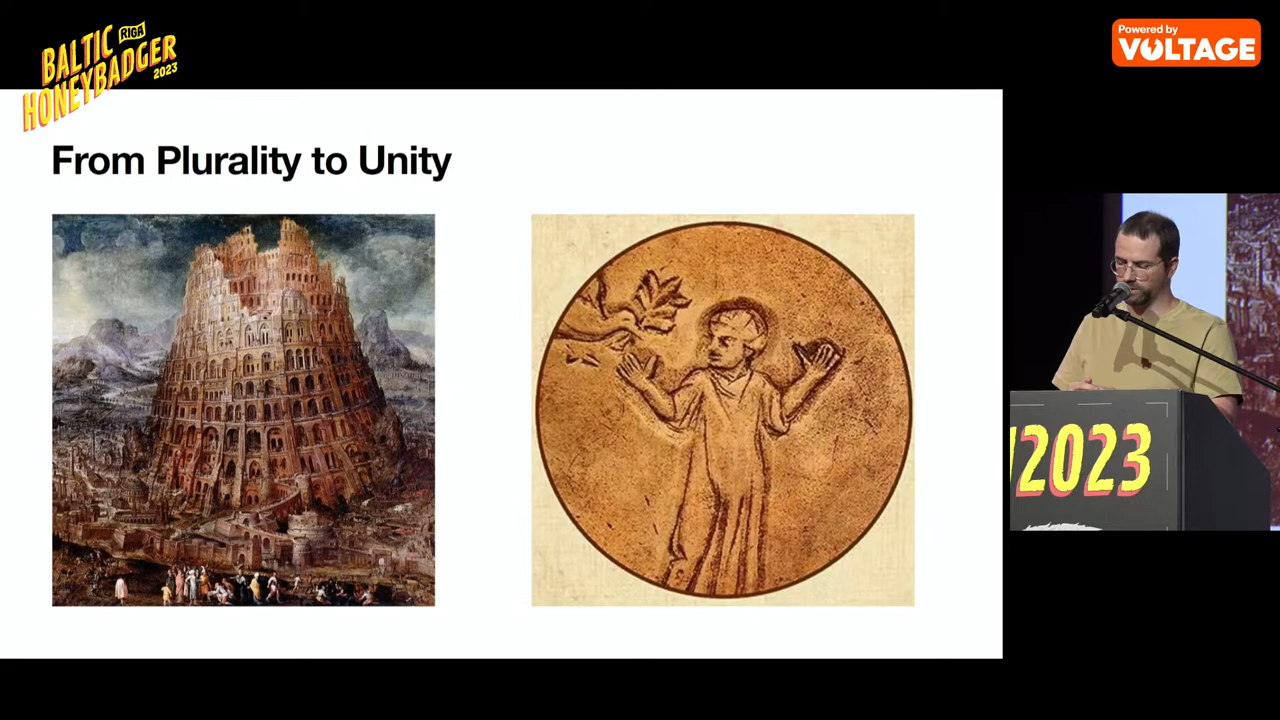 BALTIC
RIGA
HONEYBADGER
2023
Powered by
VOLTAGE
From Plurality to Unity
2023